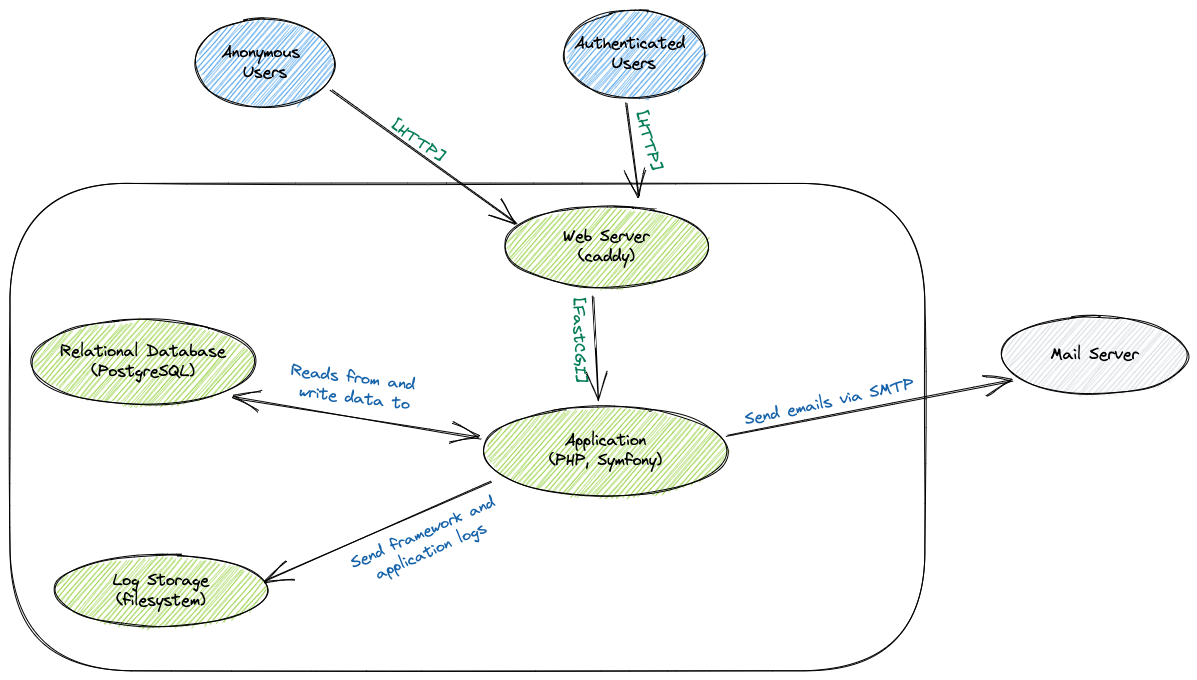 Anonymous
Users
Authenticated
Users
[HTTP]
[HTTP]
Web Server
(caddy)
[FastCGI]
Relational Database
(PostgreSQL)
Reads from and
write data to
Mail Server
Send emails via SMTP
Application
(PHP, Symfony)
Send framework and
application logs
Log Storage
(filesystem)